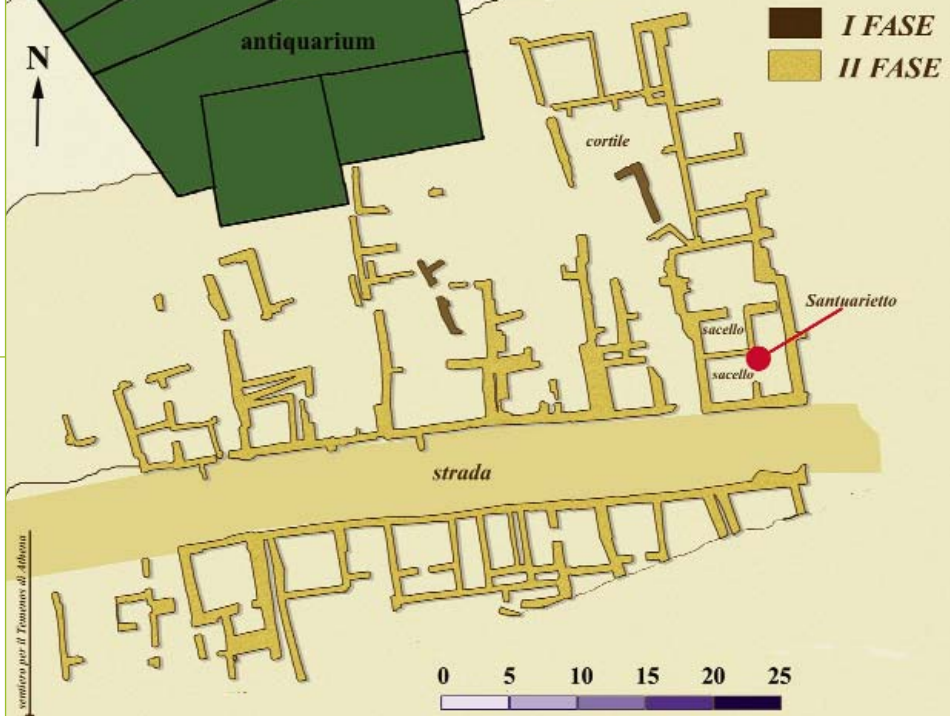 antiquarium
I FASE
N
II FASE
cortile
Santuarietto
sacello
sacello
strada
sentiero per il Temenos di Athena
0 5 10 15 20 25